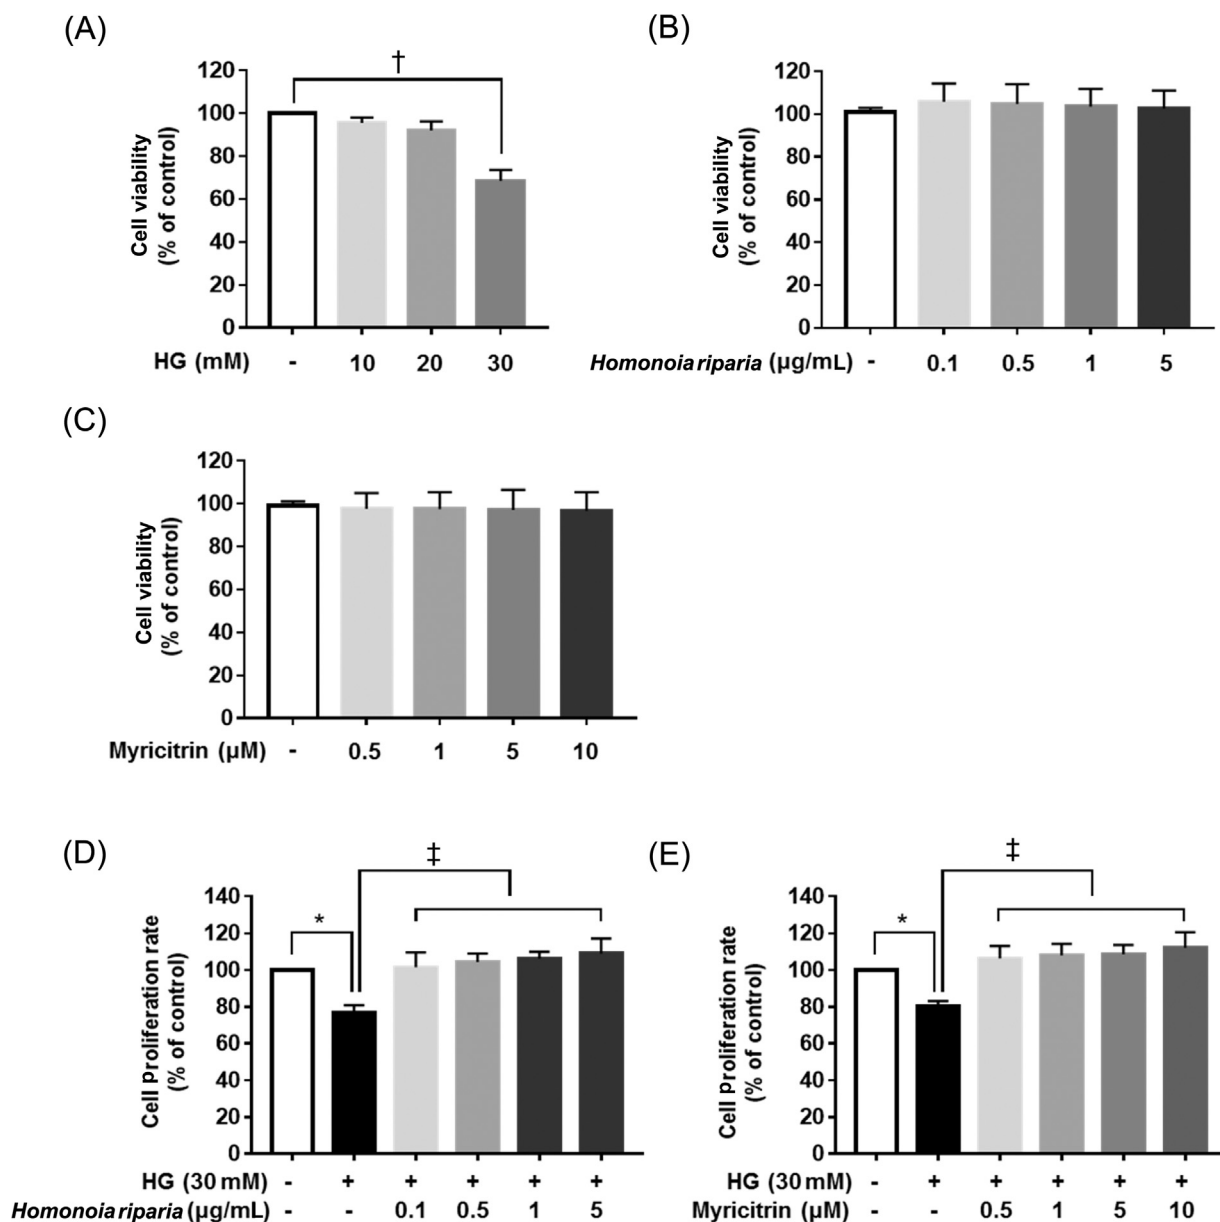 (A)
†
Cell viability
(% of control)
120
100
80
60
40
20
0
HG (mM) - 10 20 30
(B)
Cell viability
(% of control)
120
100
80
60
40
20
0
Homonoia riparia (µg/mL) - 0.1 0.5 1 5
(C)
Cell viability
(% of control)
120
100
80
60
40
20
0
Myricitrin (µM) - 0.5 1 5 10
(D)
‡
*
Cell proliferation rate
(% of control)
140
120
100
80
60
40
20
0
HG (30 mM) - + + + + +
Homonoia riparia (µg/mL) - - 0.1 0.5 1 5
(E)
‡
*
Cell proliferation rate
(% of control)
140
120
100
80
60
40
20
0
HG (30 mM) - + + + + +
Myricitrin (µM) - - 0.5 1 5 10